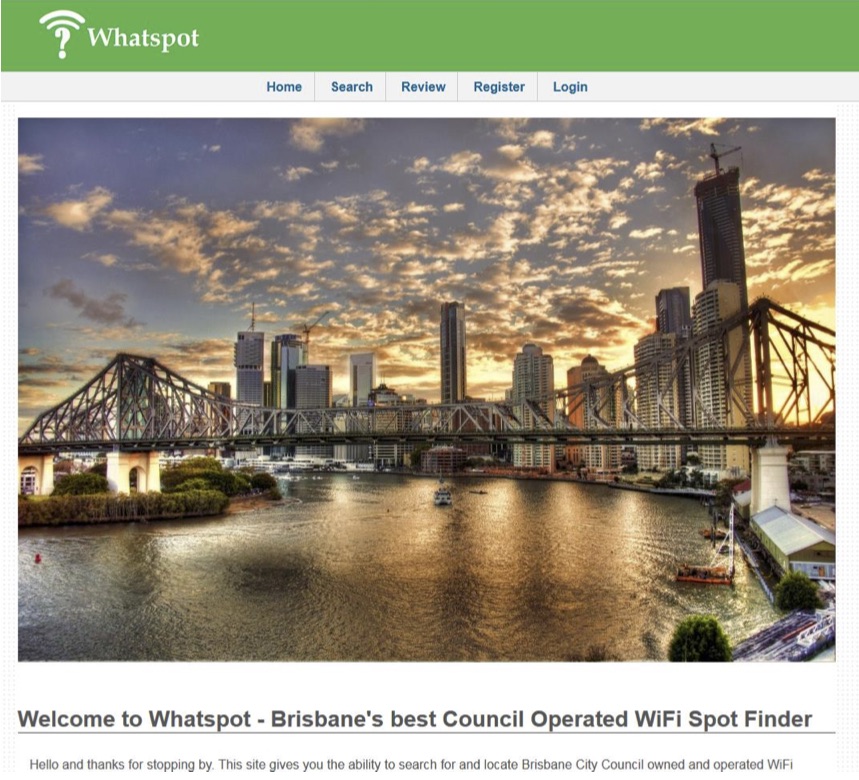 Whatspot
Home Search Review Register Login
Welcome to Whatspot - Brisbane's best Council Operated WiFi Spot Finder
Hello and thanks for stopping by. This site gives you the ability to search for and locate Brisbane City Council owned and operated WiFi